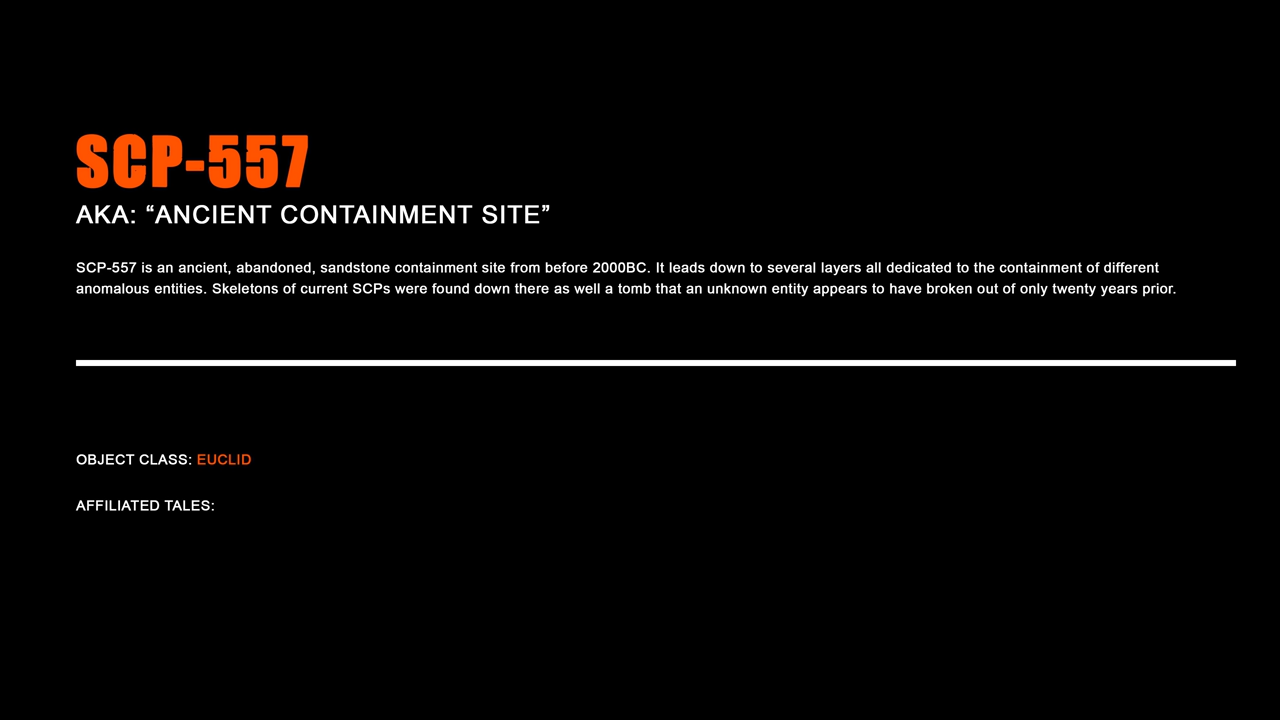 SCP-557
AKA: “ANCIENT CONTAINMENT SITE”
SCP-557 is an ancient, abandoned, sandstone containment site from before 2000BC. It leads down to several layers all dedicated to the containment of different
anomalous entities. Skeletons of current SCPs were found down there as well a tomb that an unknown entity appears to have broken out of only twenty years prior.
OBJECT CLASS: EUCLID
AFFILIATED TALES: